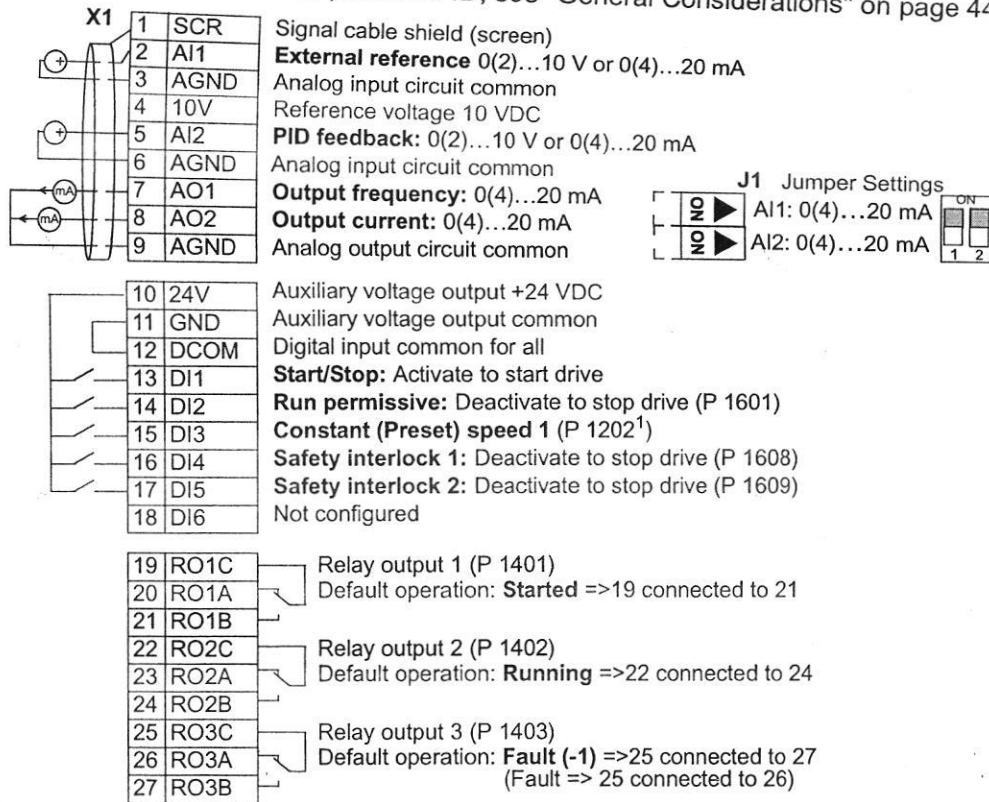 "General Considerations" on page 44
X1
1 SCR Signal cable shield (screen)
2 AI1 External reference 0(2)...10 V or 0(4)...20 mA
3 AGND Analog input circuit common
4 10V Reference voltage 10 VDC
5 AI2 PID feedback: 0(2)...10 V or 0(4)...20 mA
6 AGND Analog input circuit common
7 AO1 Output frequency: 0(4)...20 mA
8 AO2 Output current: 0(4)...20 mA
9 AGND Analog output circuit common
+
+
mA
mA
J1 Jumper Settings
ON AI1: 0(4)...20 mA
ON AI2: 0(4)...20 mA
ON
1 2
10 24V Auxiliary voltage output +24 VDC
11 GND Auxiliary voltage output common
12 DCOM Digital input common for all
13 DI1 Start/Stop: Activate to start drive
14 DI2 Run permissive: Deactivate to stop drive (P 1601)
15 DI3 Constant (Preset) speed 1 (P 1202¹)
16 DI4 Safety interlock 1: Deactivate to stop drive (P 1608)
17 DI5 Safety interlock 2: Deactivate to stop drive (P 1609)
18 DI6 Not configured
19 RO1C Relay output 1 (P 1401)
20 RO1A Default operation: Started =>19 connected to 21
21 RO1B
22 RO2C Relay output 2 (P 1402)
23 RO2A Default operation: Running =>22 connected to 24
24 RO2B
25 RO3C Relay output 3 (P 1403)
26 RO3A Default operation: Fault (-1) =>25 connected to 27
27 RO3B (Fault => 25 connected to 26)